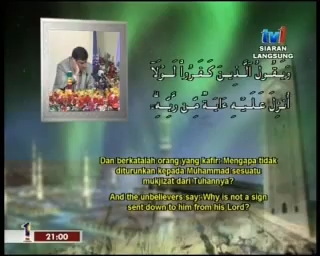 tv1
SIARAN
LANGSUNG
وَيَقُولُ ٱلَّذِينَ كَفَرُوا۟ لَوْلَآ
أُنزِلَ عَلَيْهِ ءَايَةٌ مِّن رَّبِّهِۦ
Dan berkatalah orang yang kafir: Mengapa tidak
diturunkan kepada Muhammad sesuatu
mukjizat dari Tuhannya?
And the unbelievers say: Why is not a sign
sent down to him from his Lord?
1
21:00